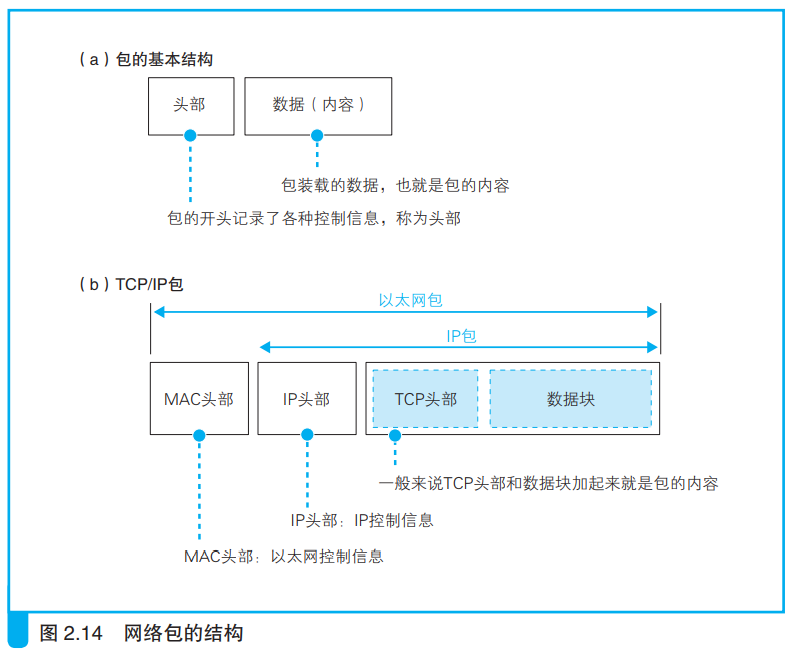 （a）包的基本结构
头部
数据（内容）
包装载的数据，也就是包的内容
包的开头记录了各种控制信息，称为头部
（b）TCP/IP包
以太网包
IP包
MAC头部
IP头部
TCP头部
数据块
一般来说TCP头部和数据块加起来就是包的内容
IP头部：IP控制信息
MAC头部：以太网控制信息
图 2.14 网络包的结构